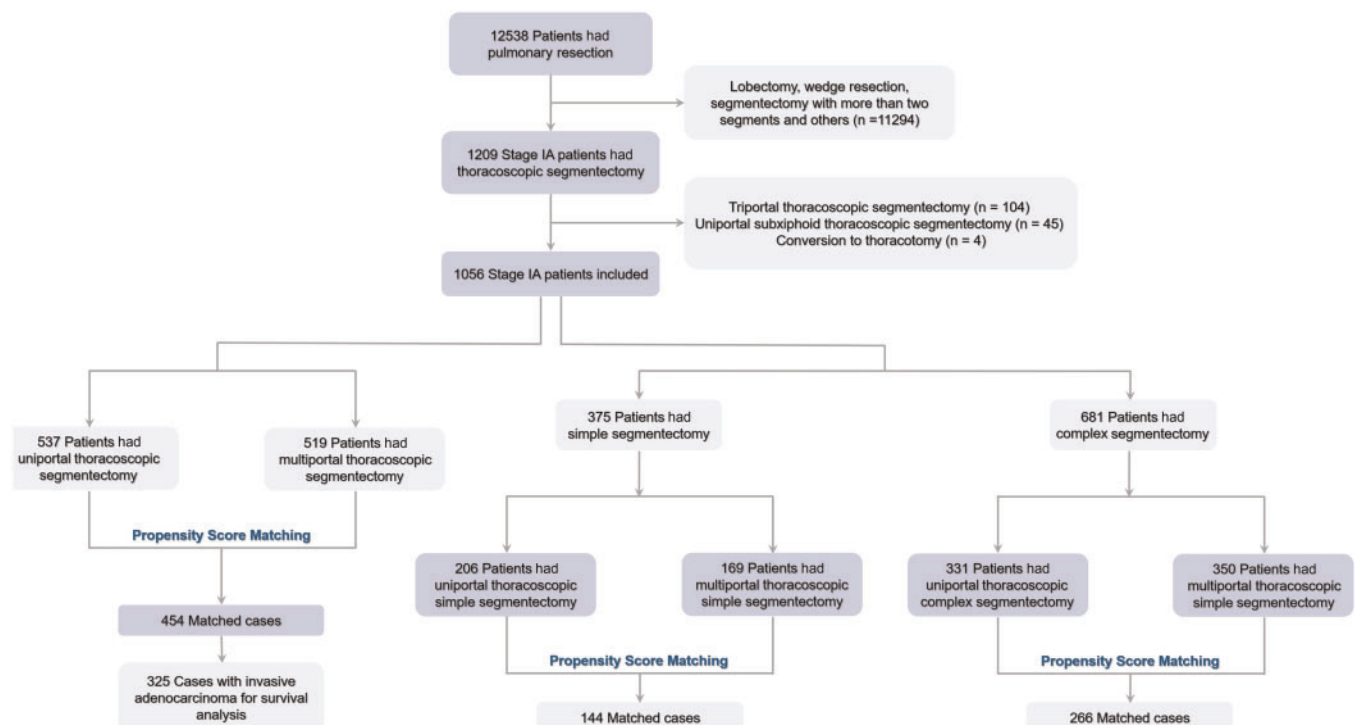 12538 Patients had
pulmonary resection
Lobectomy, wedge resection,
segmentectomy with more than two
segments and others (n =11294)
1209 Stage IA patients had
thoracoscopic segmentectomy
Triportal thoracoscopic segmentectomy (n = 104)
Uniportal subxiphoid thoracoscopic segmentectomy (n = 45)
Conversion to thoracotomy (n = 4)
1056 Stage IA patients included
537 Patients had
uniportal thoracoscopic
segmentectomy
519 Patients had
multiportal thoracoscopic
segmentectomy
375 Patients had
simple segmentectomy
681 Patients had
complex segmentectomy
Propensity Score Matching
206 Patients had
uniportal thoracoscopic
simple segmentectomy
169 Patients had
multiportal thoracoscopic
simple segmentectomy
331 Patients had
uniportal thoracoscopic
complex segmentectomy
350 Patients had
multiportal thoracoscopic
simple segmentectomy
454 Matched cases
Propensity Score Matching
Propensity Score Matching
325 Cases with invasive
adenocarcinoma for survival
analysis
144 Matched cases
266 Matched cases